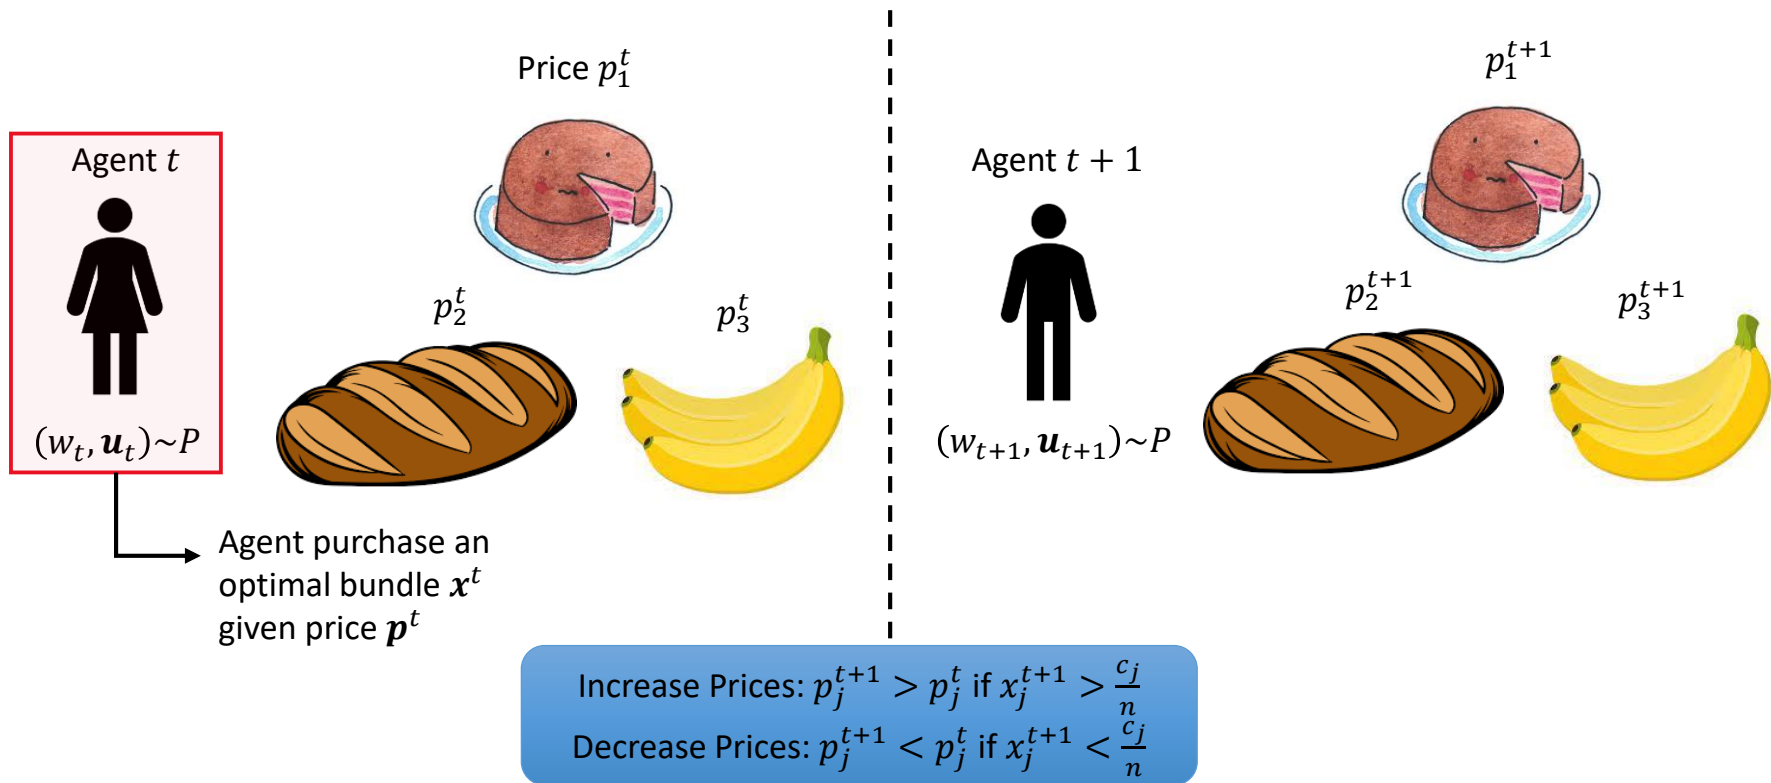 Price $p_1^t$
$p_1^{t+1}$
Agent $t$
Agent $t+1$
$p_2^t$
$p_3^t$
$p_2^{t+1}$
$p_3^{t+1}$
$(w_t, \boldsymbol{u}_t) \sim P$
$(w_{t+1}, \boldsymbol{u}_{t+1}) \sim P$
Agent purchase an
optimal bundle $\boldsymbol{x}^t$
given price $\boldsymbol{p}^t$
Increase Prices: $p_j^{t+1} > p_j^t$ if $x_j^{t+1} > \frac{c_j}{n}$
Decrease Prices: $p_j^{t+1} < p_j^t$ if $x_j^{t+1} < \frac{c_j}{n}$